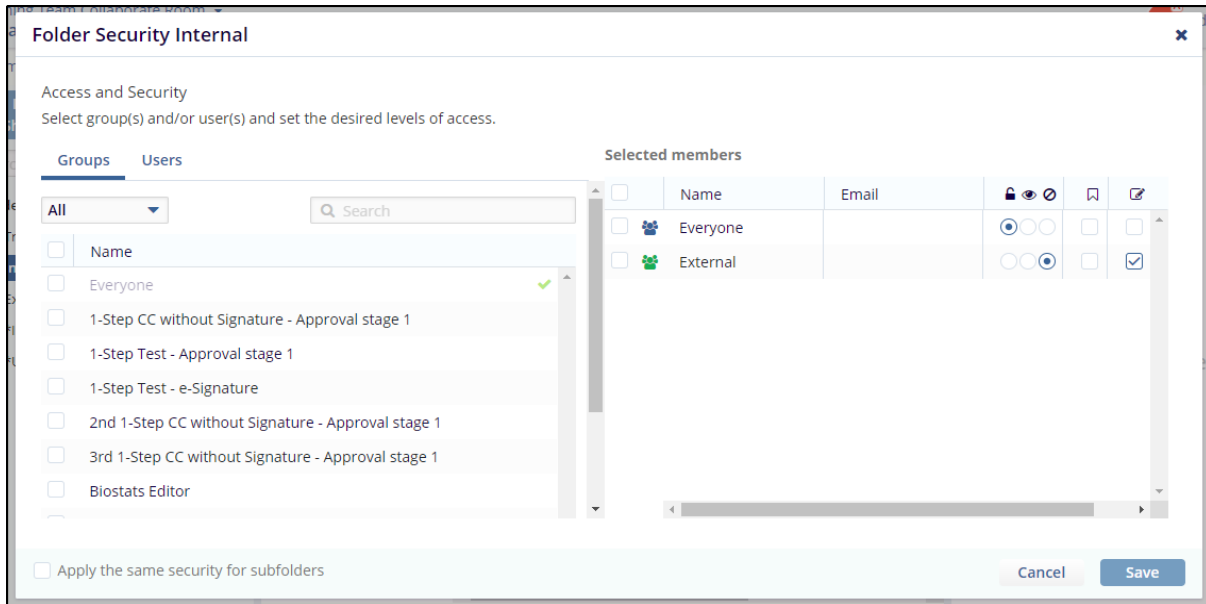 Team Collaborate Room
Folder Security Internal
Access and Security
Select group(s) and/or user(s) and set the desired levels of access.
Groups Users
Selected members
All
Search
Name Email
Everyone
External
Name
Everyone
1-Step CC without Signature - Approval stage 1
1-Step Test - Approval stage 1
1-Step Test - e-Signature
2nd 1-Step CC without Signature - Approval stage 1
3rd 1-Step CC without Signature - Approval stage 1
Biostats Editor
Apply the same security for subfolders
Cancel Save